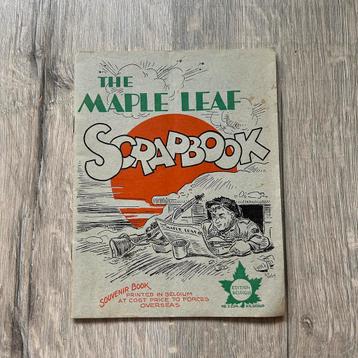 THE
MAPLE LEAF
SCRAPBOOK
MAPLE LEAF
SOUVENIR BOOK
PRINTED IN BELGIUM
AT COST PRICE TO FORCES
OVERSEAS
EDITION